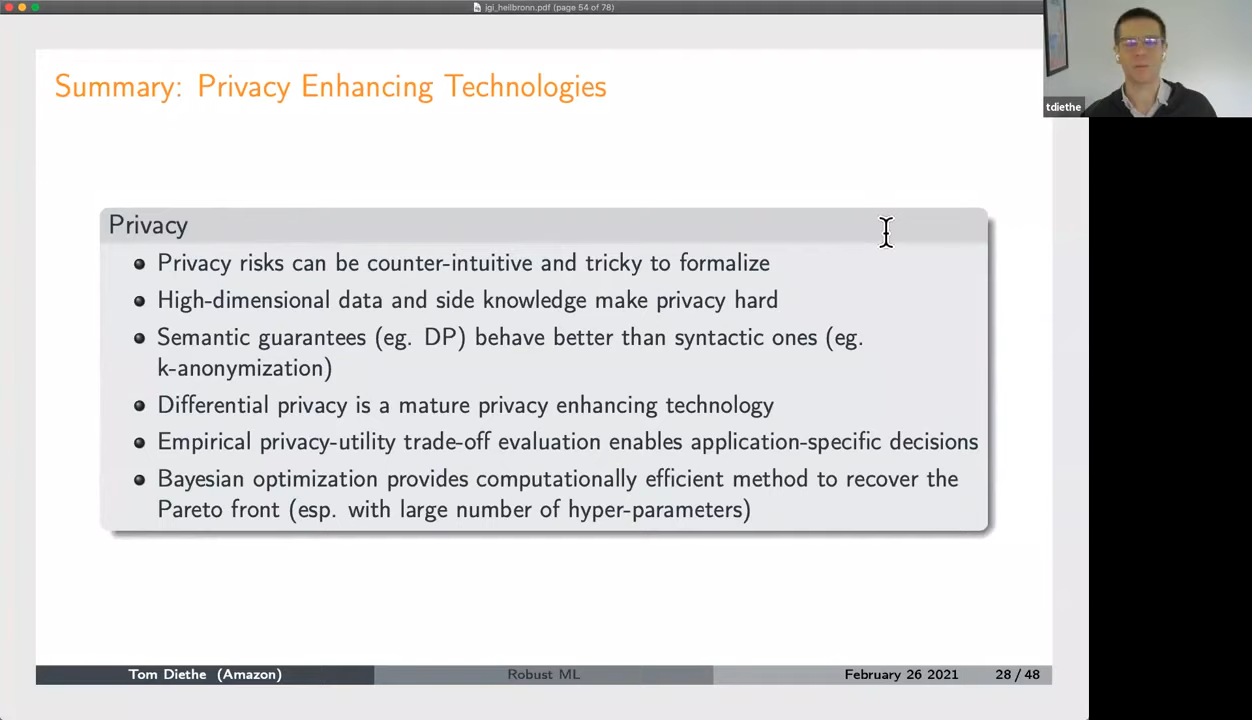 jgi_heilbronn.pdf (page 54 of 78)
tdiethe
Summary: Privacy Enhancing Technologies
Privacy
Privacy risks can be counter-intuitive and tricky to formalize
High-dimensional data and side knowledge make privacy hard
Semantic guarantees (eg. DP) behave better than syntactic ones (eg.
k-anonymization)
Differential privacy is a mature privacy enhancing technology
Empirical privacy-utility trade-off evaluation enables application-specific decisions
Bayesian optimization provides computationally efficient method to recover the
Pareto front (esp. with large number of hyper-parameters)
Tom Diethe (Amazon)
Robust ML
February 26 2021
28 / 48